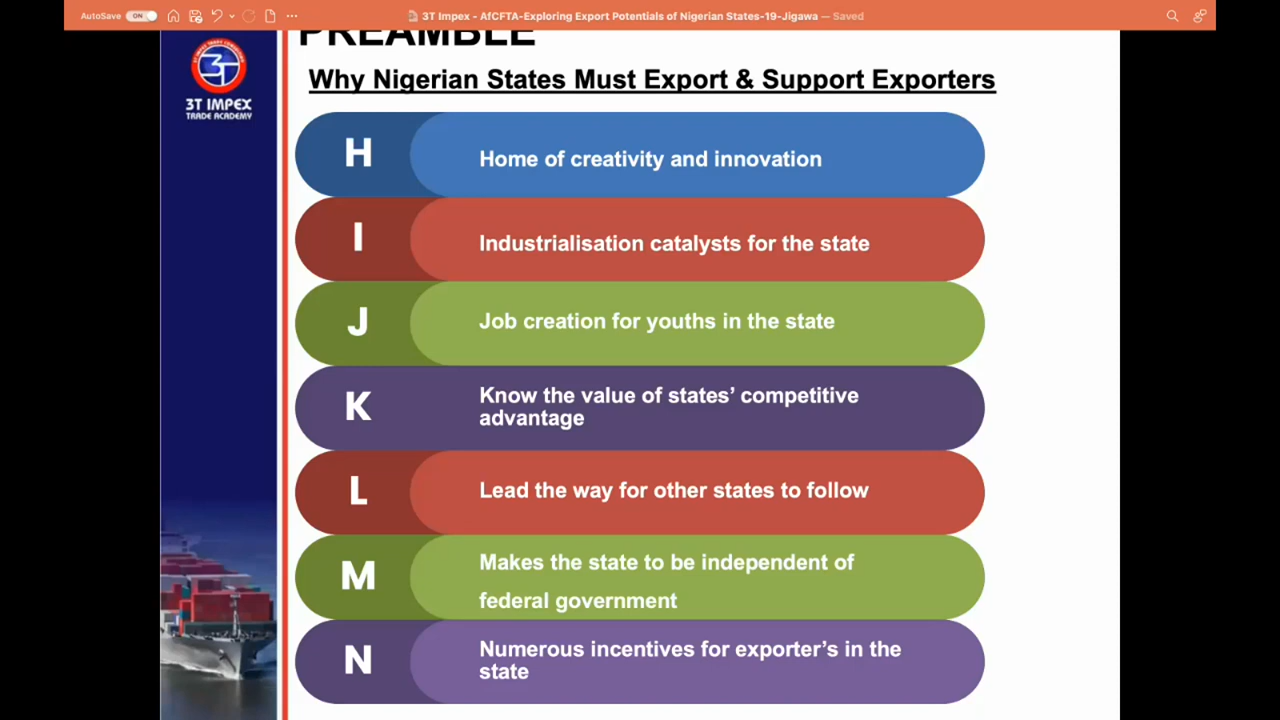 AutoSave ON
3T Impex - AfCFTA-Exploring Export Potentials of Nigerian States-19-Jigawa — Saved
PREAMBLE
3T
3T IMPEX
TRADE ACADEMY
Why Nigerian States Must Export & Support Exporters
H
Home of creativity and innovation
I
Industrialisation catalysts for the state
J
Job creation for youths in the state
K
Know the value of states’ competitive
advantage
L
Lead the way for other states to follow
M
Makes the state to be independent of
federal government
N
Numerous incentives for exporter’s in the
state